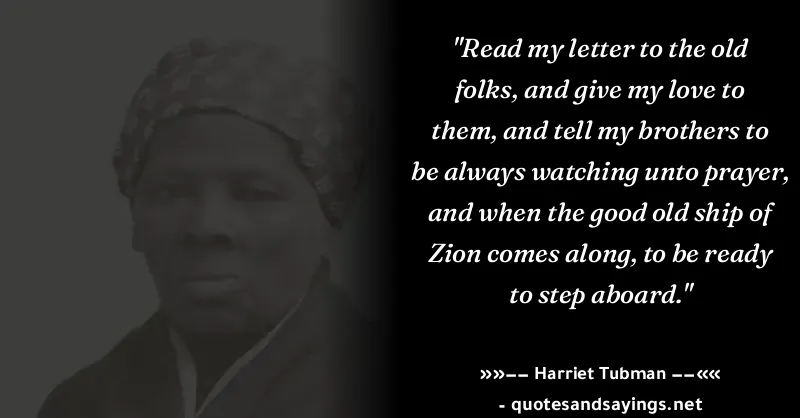 "Read my letter to the old
folks, and give my love to
them, and tell my brothers to
be always watching unto prayer,
and when the good old ship of
Zion comes along, to be ready
to step aboard."
»»–– Harriet Tubman ––««
- quotesandsayings.net